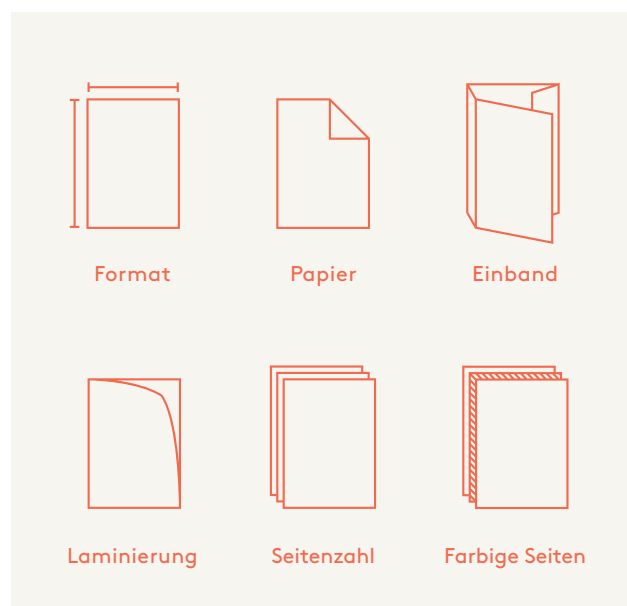 Format
Papier
Einband
Laminierung
Seitenzahl
Farbige Seiten